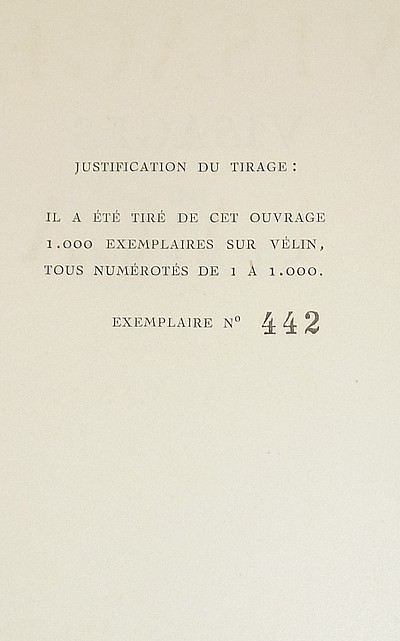 JUSTIFICATION DU TIRAGE :
IL A ÉTÉ TIRÉ DE CET OUVRAGE
1.000 EXEMPLAIRES SUR VÉLIN,
TOUS NUMÉROTÉS DE 1 À 1.000.
EXEMPLAIRE Nº 442